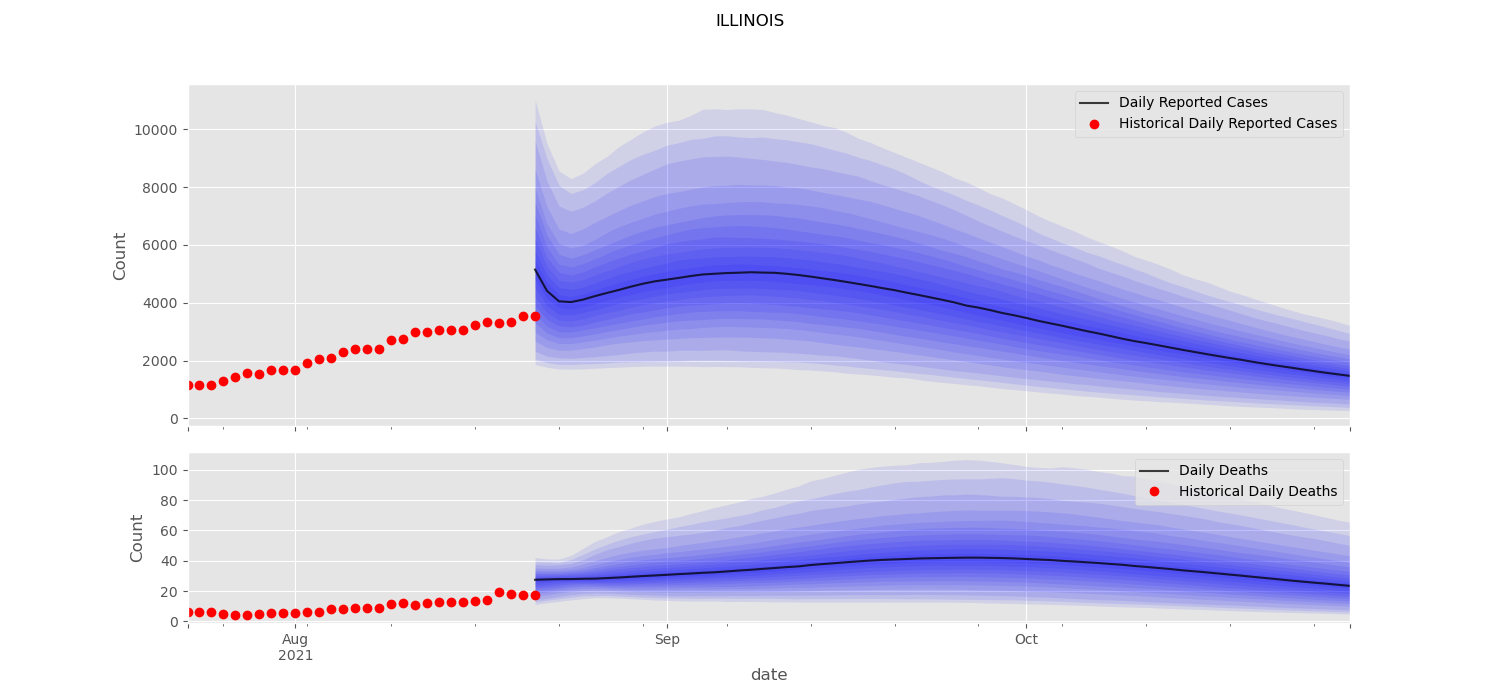 ILLINOIS
Daily Reported Cases
Historical Daily Reported Cases
Count
10000
8000
6000
4000
2000
0
Daily Deaths
Historical Daily Deaths
Count
100
80
60
40
20
0
Aug
2021
Sep
Oct
date